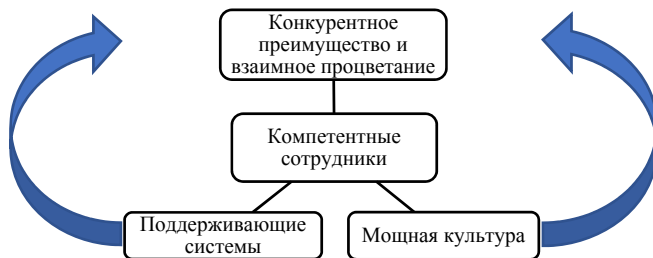 Конкурентное
преимущество и
взаимное процветание
Компетентные
сотрудники
Поддерживающие
системы
Мощная культура